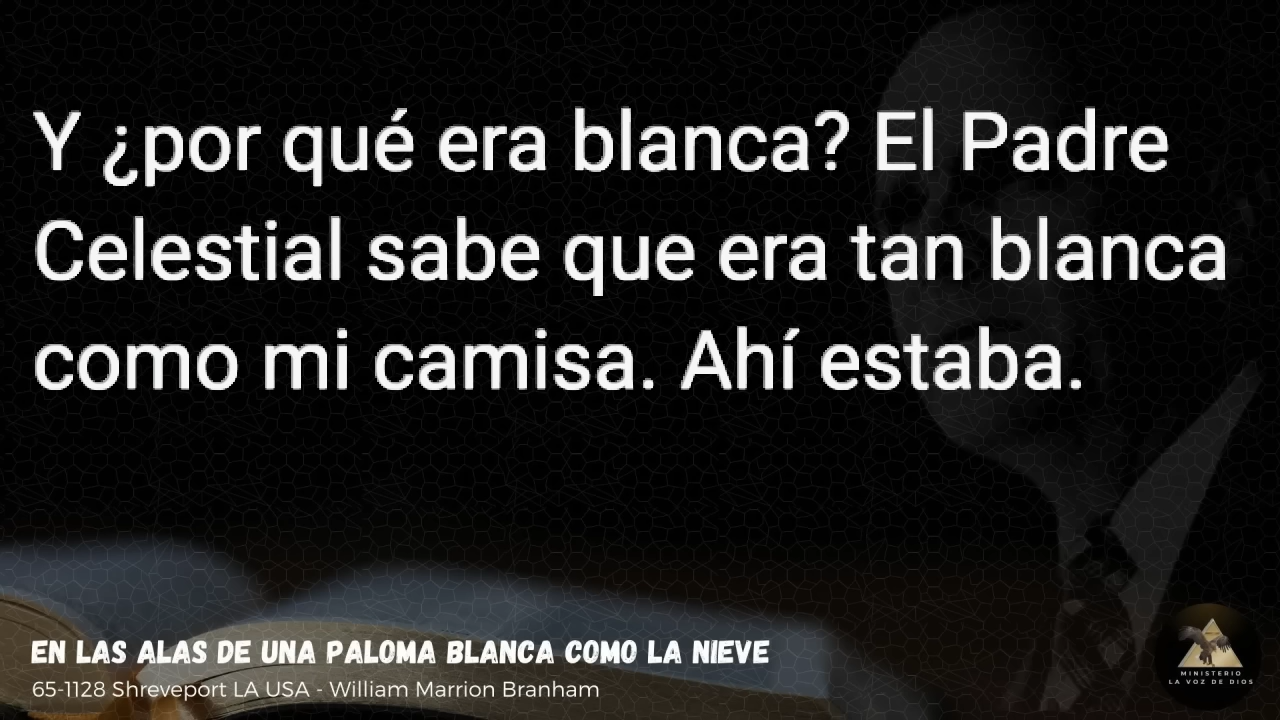 Y ¿por qué era blanca? El Padre
Celestial sabe que era tan blanca
como mi camisa. Ahí estaba.
EN LAS ALAS DE UNA PALOMA BLANCA COMO LA NIEVE
65-1128 Shreveport LA USA - William Marrion Branham
MINISTERIO
LA VOZ DE DIOS